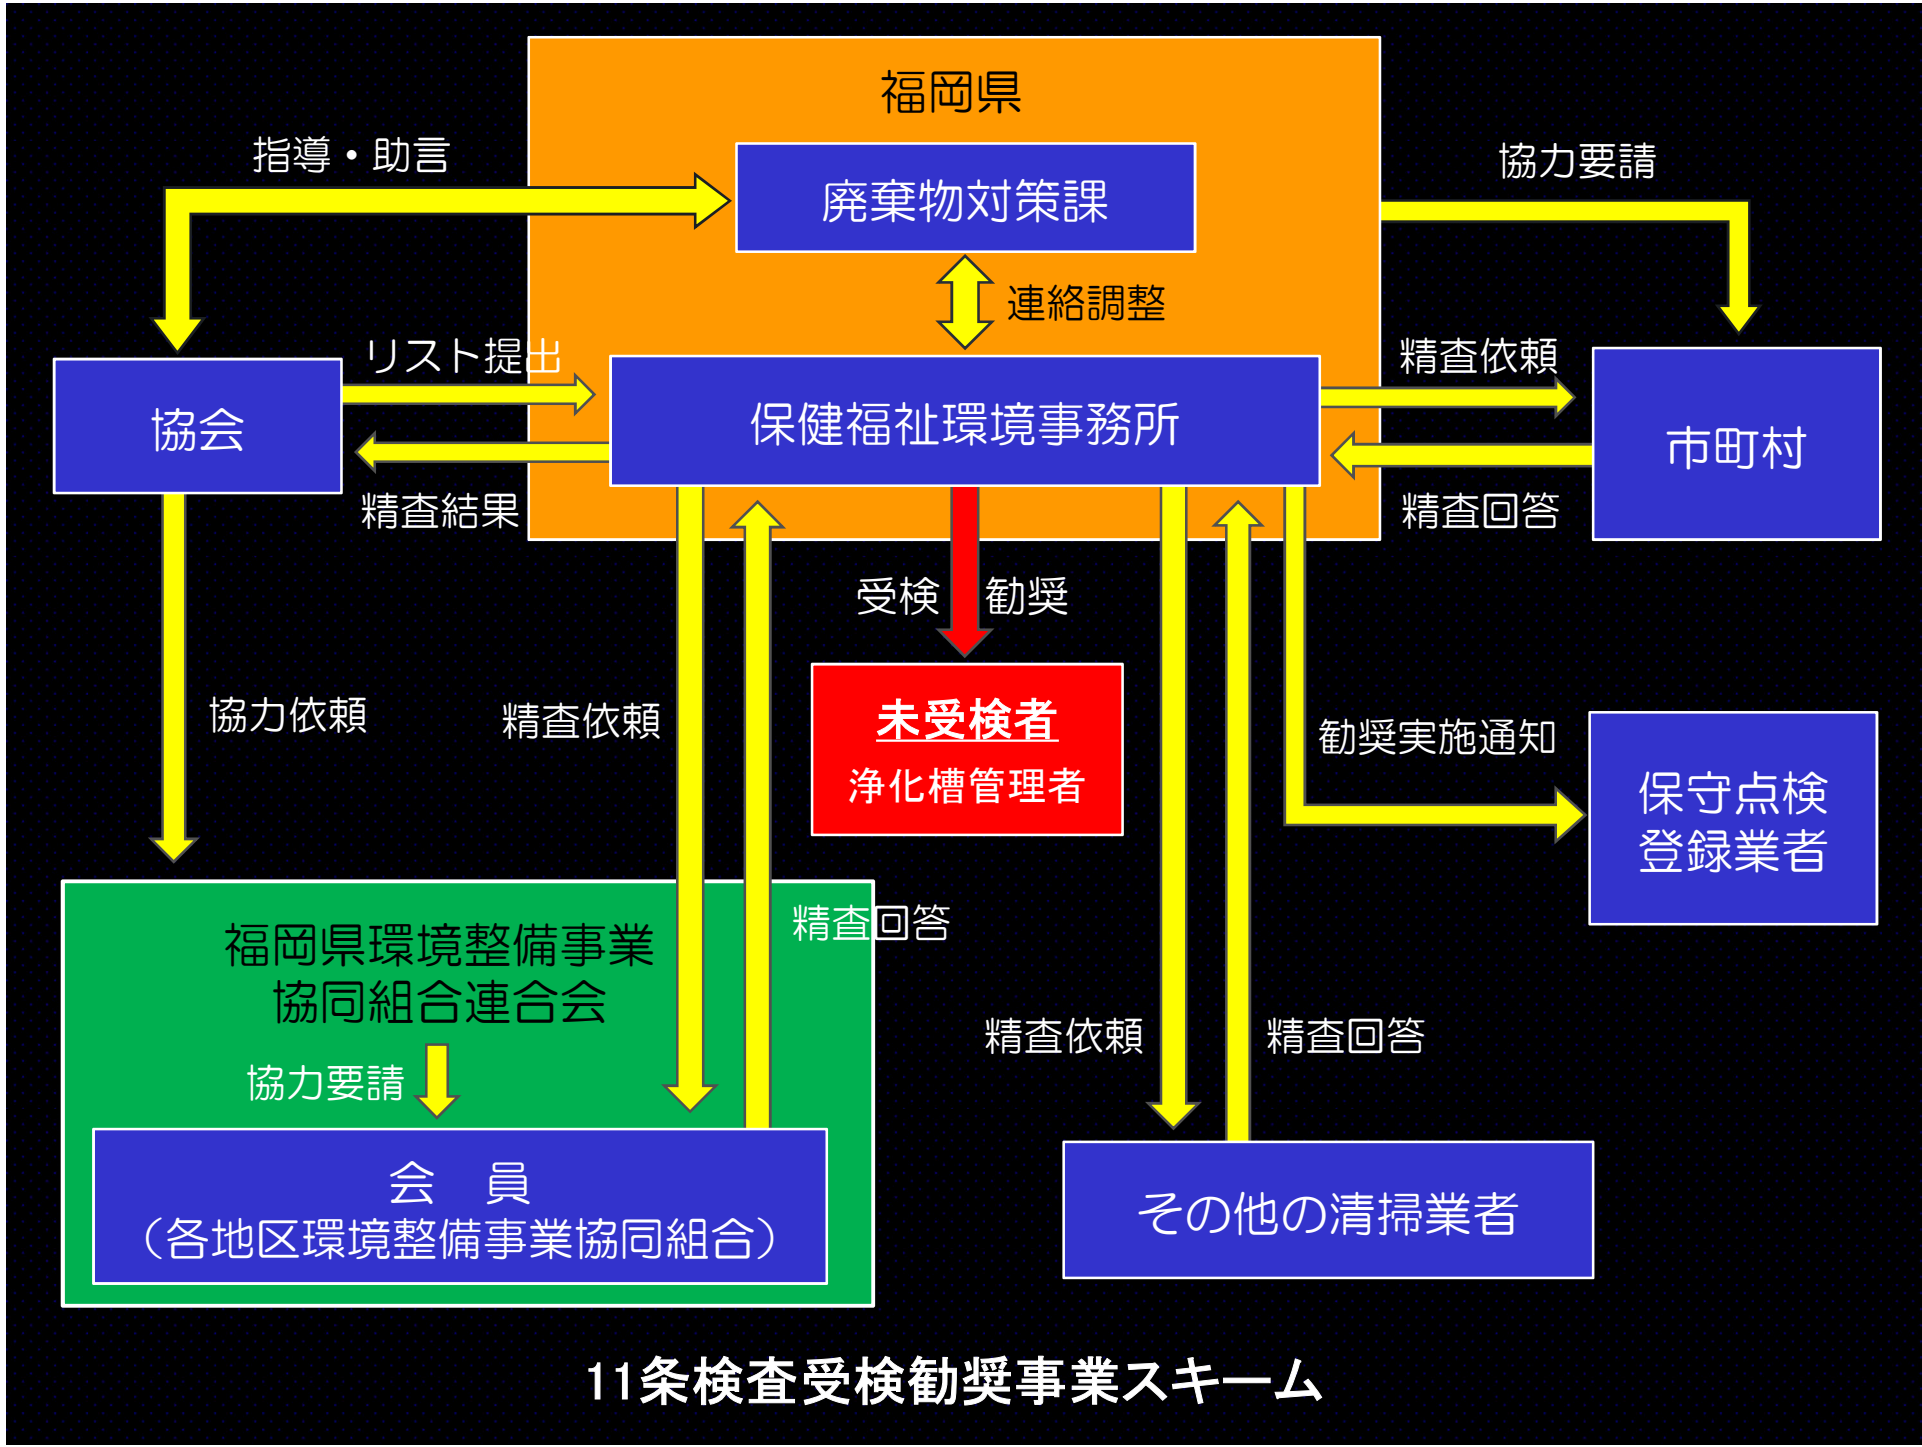 福岡県
指導・助言
廃棄物対策課
協力要請
連絡調整
リスト提出
精査依頼
協会
保健福祉環境事務所
市町村
精査結果
精査回答
受検 勧奨
協力依頼
精査依頼
未受検者
浄化槽管理者
勧奨実施通知
保守点検
登録業者
精査回答
福岡県環境整備事業
協同組合連合会
協力要請
精査依頼
精査回答
会　員
（各地区環境整備事業協同組合）
その他の清掃業者
11条検査受検勧奨事業スキーム